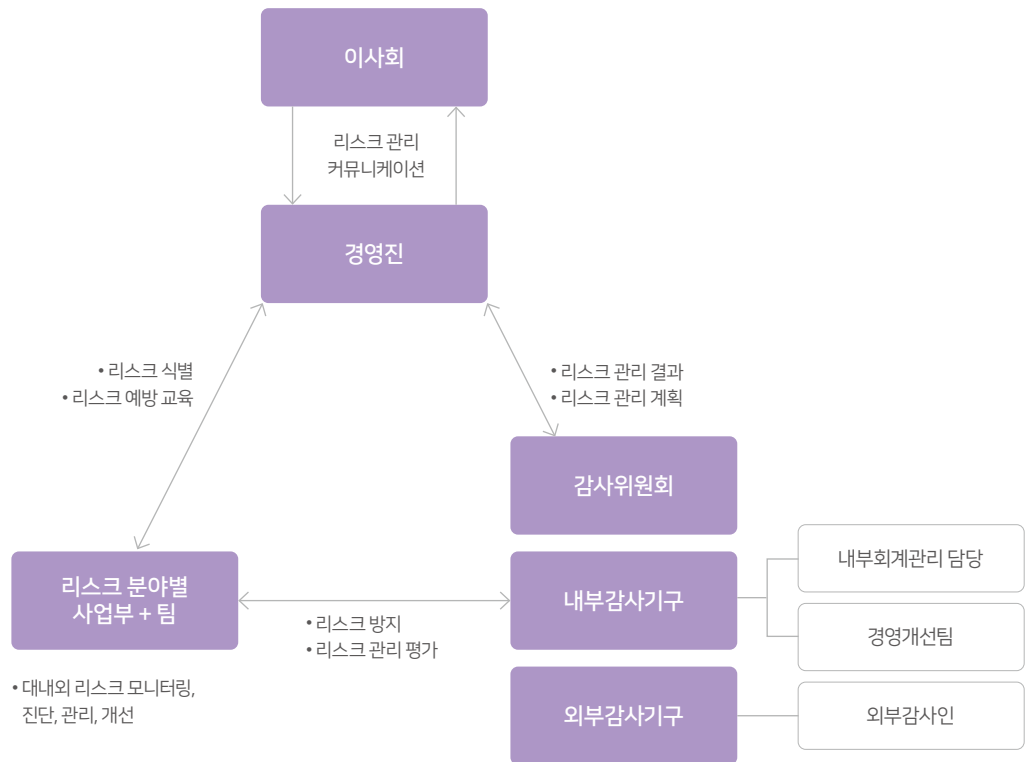 이사회
리스크 관리
커뮤니케이션
경영진
• 리스크 식별
• 리스크 예방 교육
• 리스크 관리 결과
• 리스크 관리 계획
감사위원회
리스크 분야별
사업부 + 팀
• 리스크 방지
• 리스크 관리 평가
내부감사기구
내부회계관리 담당
경영개선팀
• 대내외 리스크 모니터링,
진단, 관리, 개선
외부감사기구
외부감사인